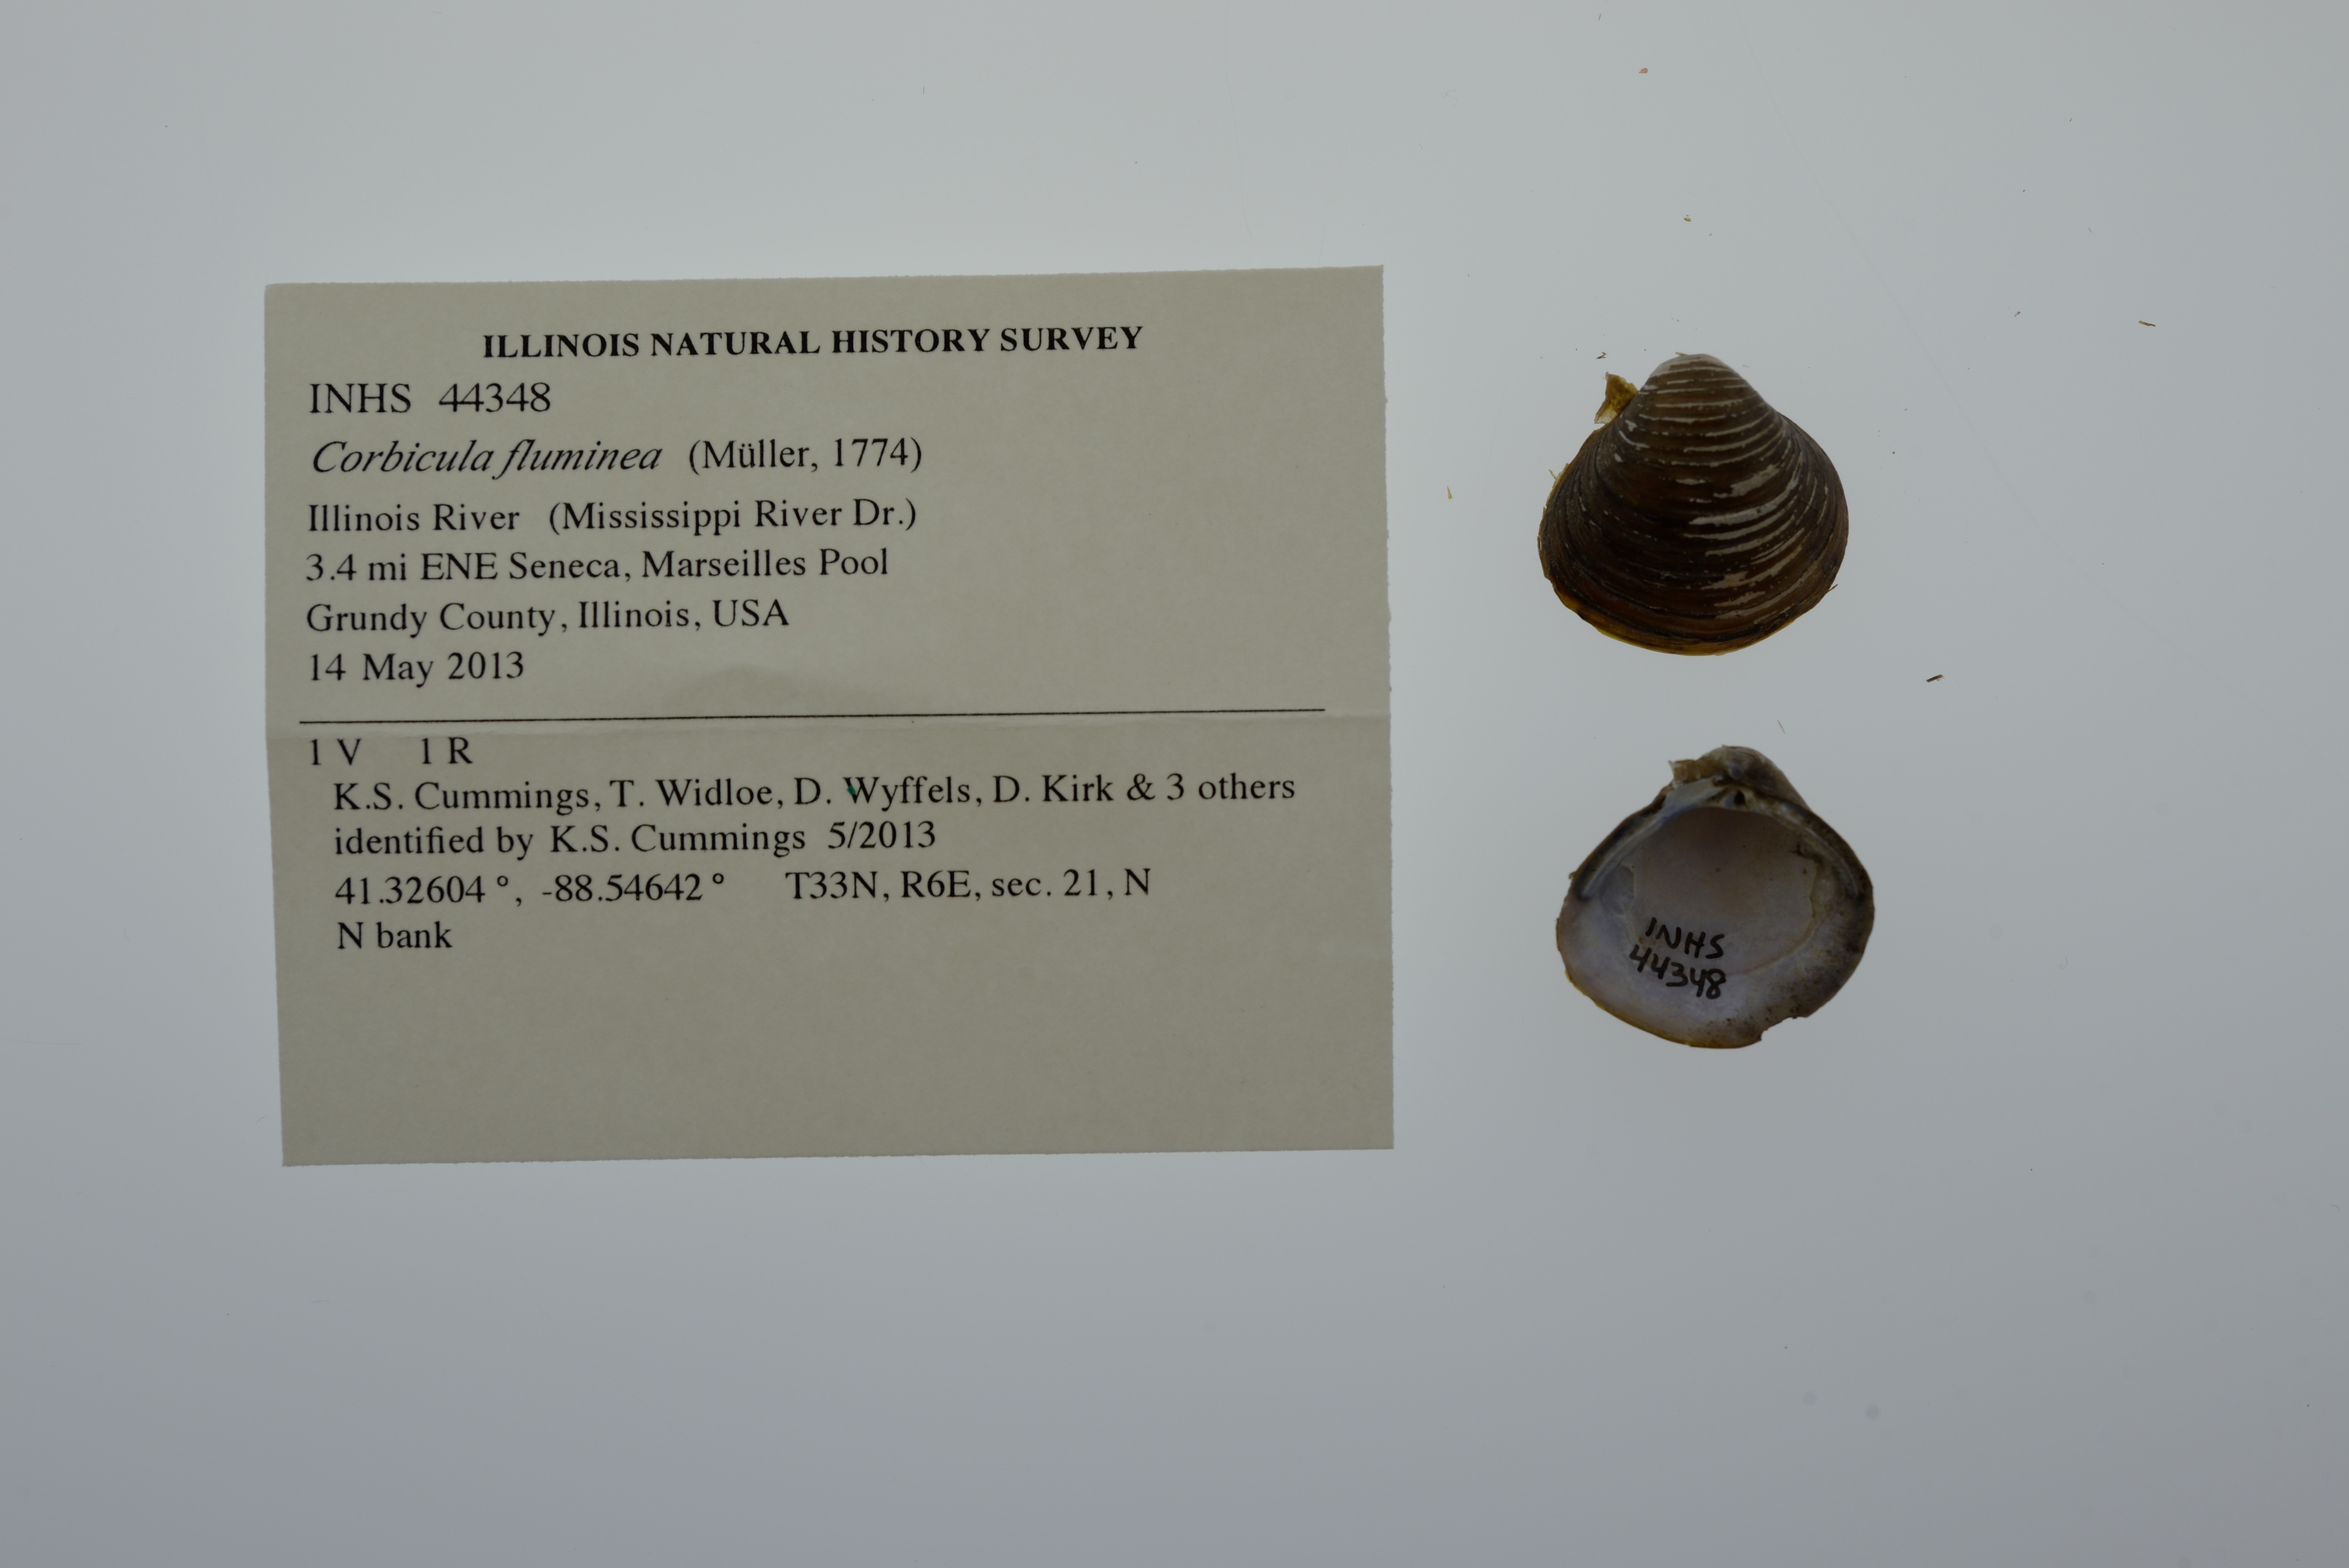 ILLINOIS NATURAL HISTORY SURVEY
INHS 44348
Corbicula fluminea (Müller, 1774)
Illinois River (Mississippi River Dr.)
3.4 mi ENE Seneca, Marseilles Pool
Grundy County, Illinois, USA
14 May 2013
1 V 1 R
K.S. Cummings, T. Widloe, D. Wyffels, D. Kirk & 3 others
identified by K.S. Cummings 5/2013
41.32604 °, -88.54642 ° T33N, R6E, sec. 21, N
N bank
INHS
44348